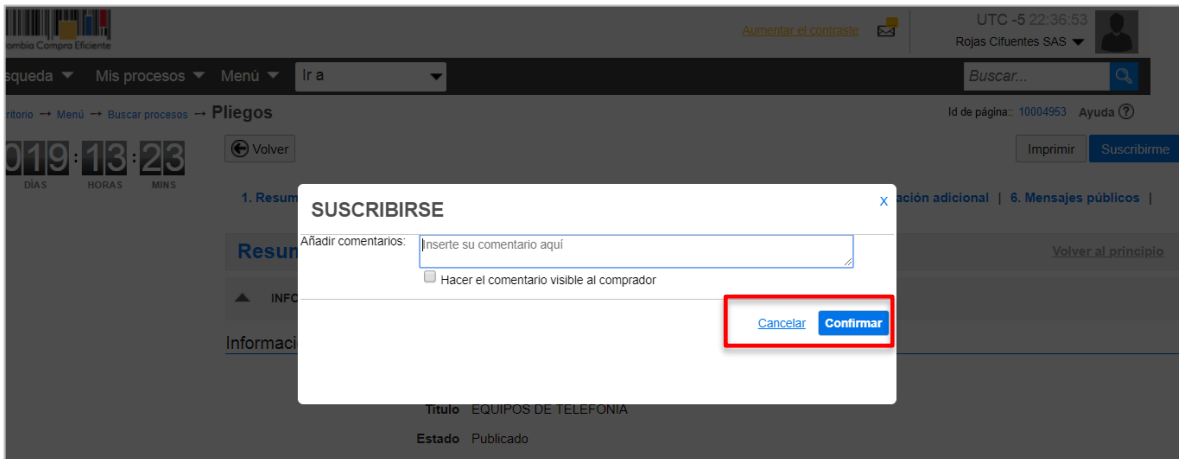 UTC -5 22:36:53
Aumentar el contraste
ombia Compra Eficiente
Rojas Cifuentes SAS
squeda Mis procesos Menú Ir a Buscar...
ritorio → Menú → Buscar procesos → Pliegos Id de página:: 10004953 Ayuda ?
019:13:23
DÍAS HORAS MINS
Volver Imprimir Suscribirme
1. Resum ación adicional | 6. Mensajes públicos |
SUSCRIBIRSE x
Añadir comentarios: Inserte su comentario aquí
Resun Volver al principio
Hacer el comentario visible al comprador
INFO
Cancelar Confirmar
Informaci
Título EQUIPOS DE TELEFONIA
Estado Publicado